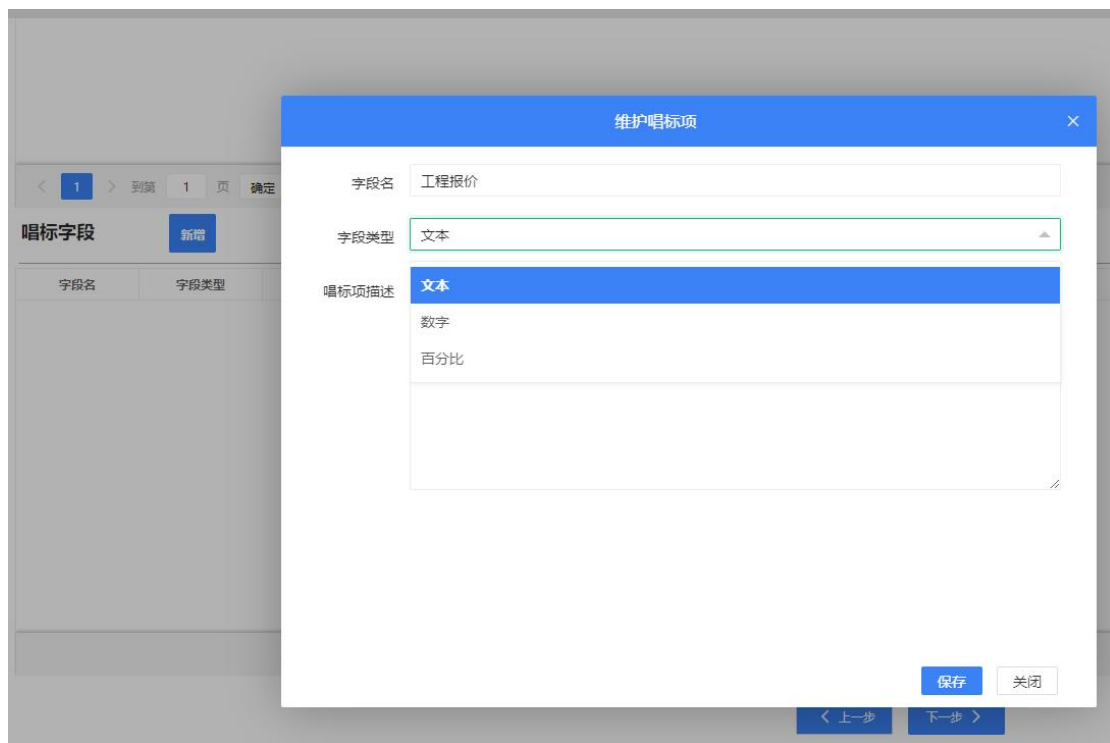 维护唱标项
1 到第 1 页 确定
字段名 工程报价
唱标字段 新增
字段类型 文本
字段名 字段类型
唱标项描述 文本
数字
百分比
保存 关闭
上一步 下一步